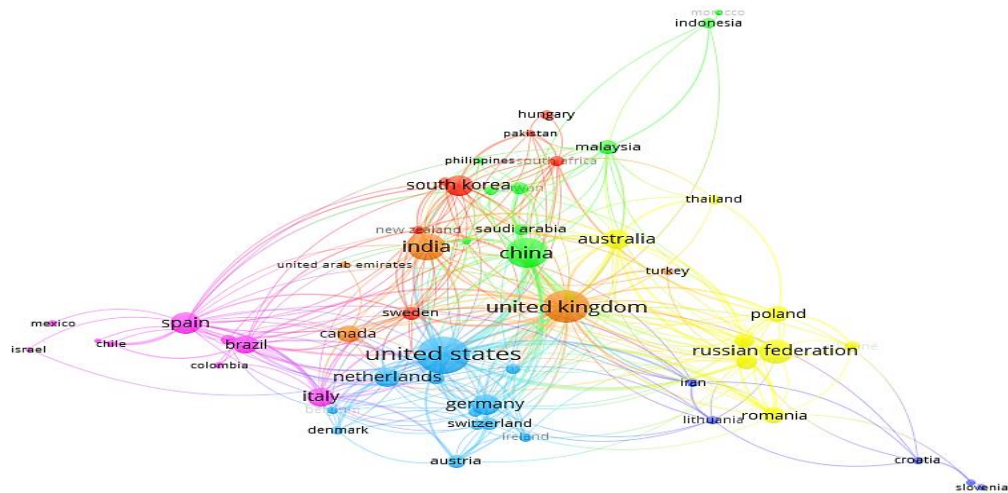 morocco
indonesia
hungary
pakistan
malaysia
philippines
south africa
south korea
taiwan
thailand
new zealand
saudi arabia
india
china
australia
united arab emirates
turkey
mexico
spain
sweden
united kingdom
poland
israel
chile
brazil
canada
united states
russian federation
colombia
netherlands
iran
italy
germany
denmark
switzerland
lithuania
romania
ireland
austria
croatia
slovenia